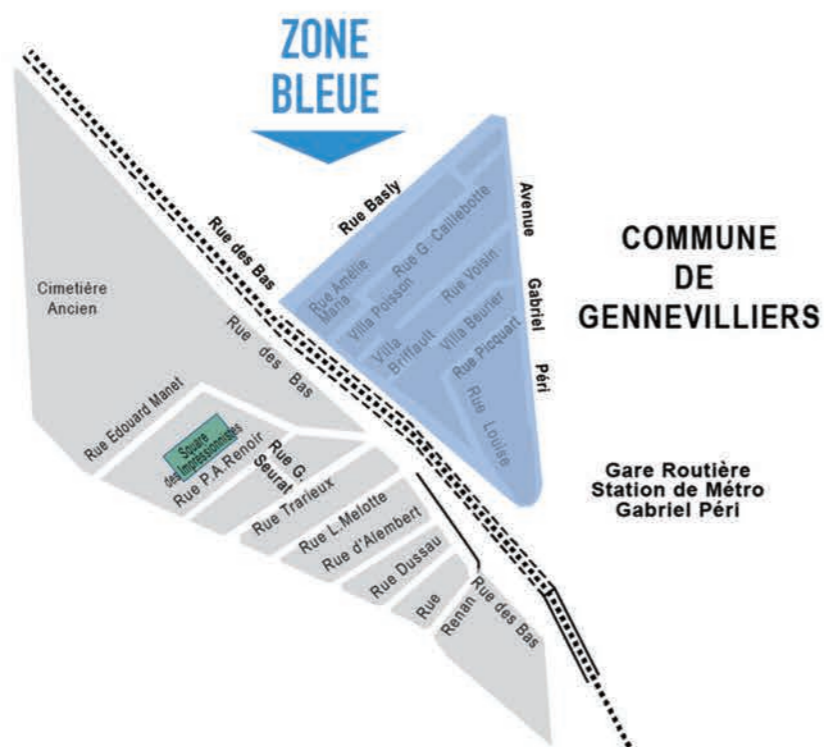 ZONE
BLEUE
Rue Basly
Avenue
Gabriel
Péri
Rue des Bas
Rue G. Caillebotte
Rue Amélie
Maria
Villa Poisson
Rue Voisin
Villa
Briffault
Villa Beurier
Rue Picquart
Rue Louise
COMMUNE
DE
GENNEVILLIERS
Cimetière
Ancien
Rue des Bas
Rue Edouard Manet
Square
des Impressionnistes
Rue P.A.Renoir
Rue G.
Seurat
Rue Trarieux
Rue L.Melotte
Rue d'Alembert
Rue Dussau
Rue
Renan
Rue des Bas
Gare Routière
Station de Métro
Gabriel Péri